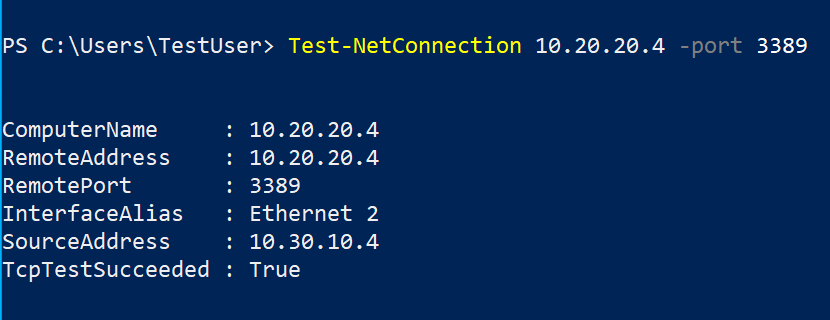 PS C:\Users\TestUser> Test-NetConnection 10.20.20.4 -port 3389
ComputerName     : 10.20.20.4
RemoteAddress    : 10.20.20.4
RemotePort       : 3389
InterfaceAlias   : Ethernet 2
SourceAddress    : 10.30.10.4
TcpTestSucceeded : True